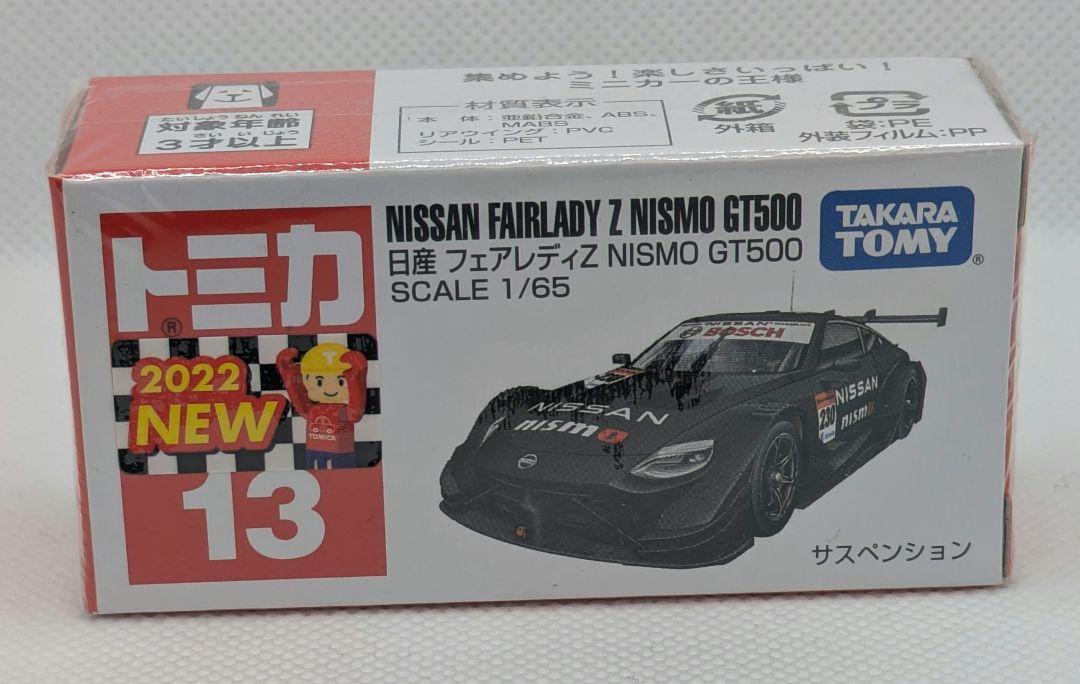 集めよう！楽しさいっぱい！
ミニカーの王様
たいしょうねんれい
対象年齢
さいいじょう
3才以上
材質表示
本体：亜鉛合金、ABS、
MABS
リアウイング：PVC
シール：PET
紙
外箱
プラ
袋：PE
外装フィルム：PP
トミカ
®
2022
NEW
T
TOMICA
13
NISSAN FAIRLADY Z NISMO GT500
日産 フェアレディZ NISMO GT500
SCALE 1/65
TAKARA
TOMY
®
NISSAN
BOSCH
230
NISSAN
nismo
NISSAN
nismo
230
サスペンション